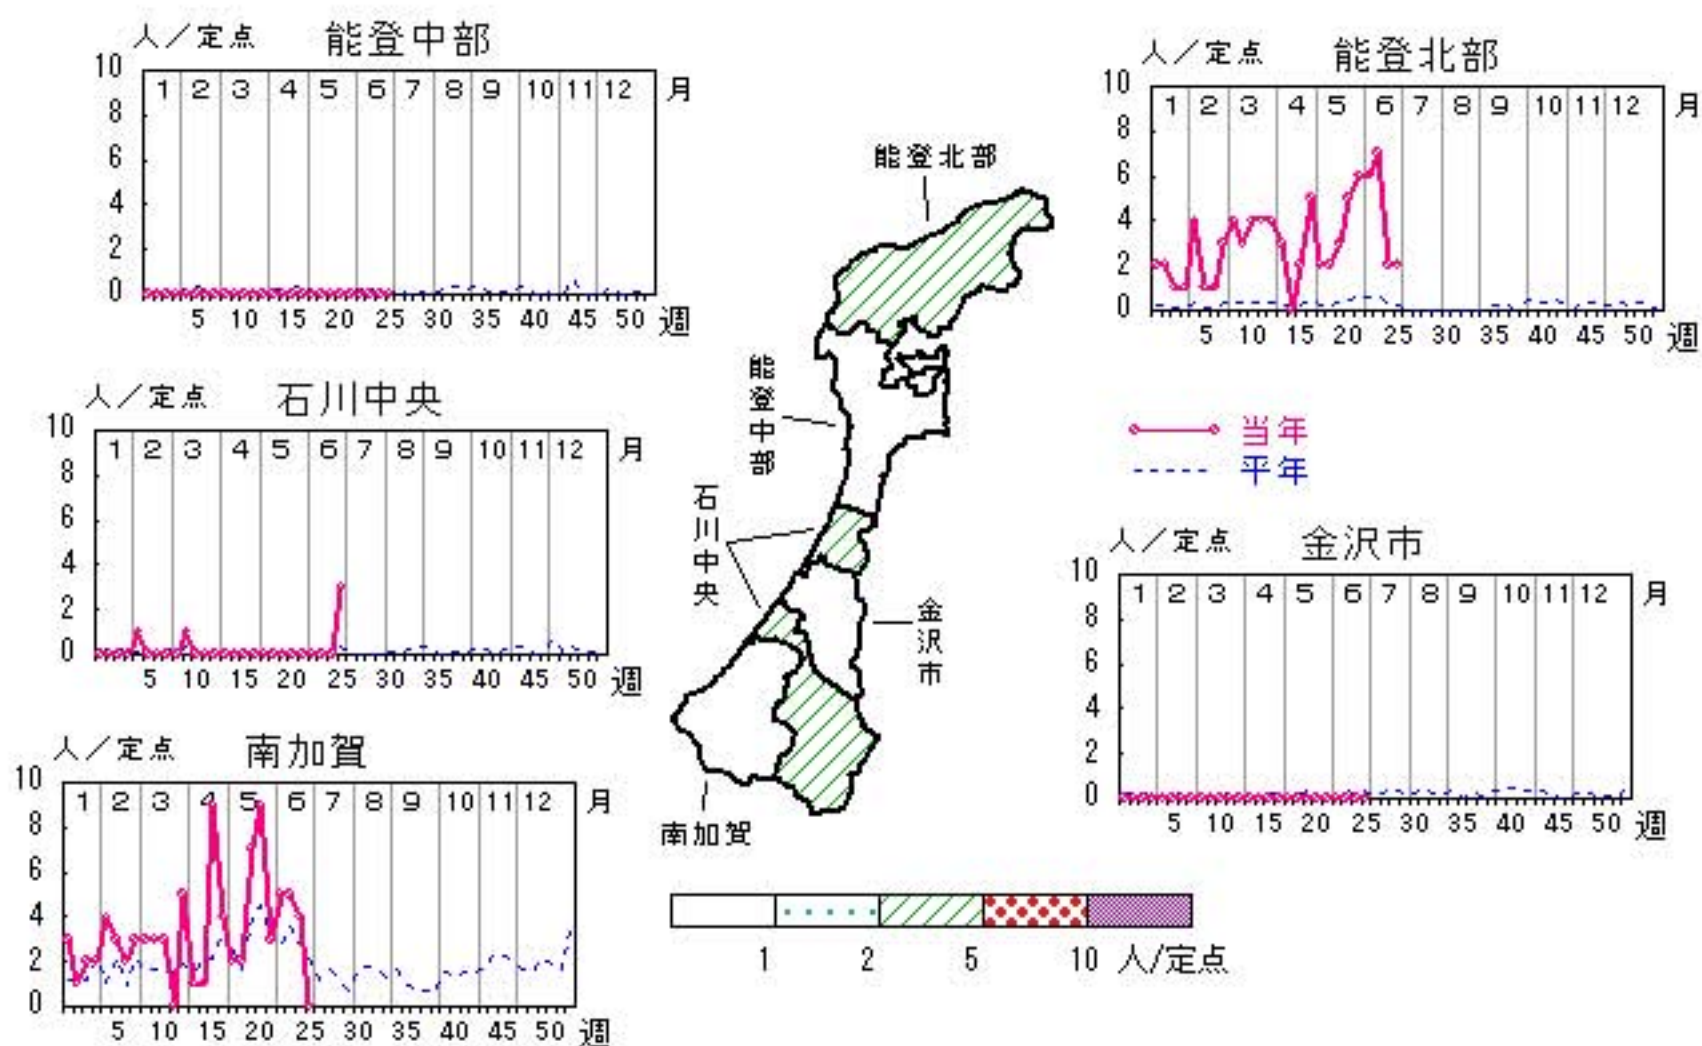 人／定点 能登中部
10 8 6 4 2 0
1 2 3 4 5 6 7 8 9 10 11 12 月
5 10 15 20 25 30 35 40 45 50 週
人／定点 能登北部
10 8 6 4 2 0
1 2 3 4 5 6 7 8 9 10 11 12 月
5 10 15 20 25 30 35 40 45 50 週
人／定点 石川中央
10 8 6 4 2 0
1 2 3 4 5 6 7 8 9 10 11 12 月
5 10 15 20 25 30 35 40 45 50 週
能登北部
能登中部
石川中央
金沢市
南加賀
当年
平年
人／定点 金沢市
10 8 6 4 2 0
1 2 3 4 5 6 7 8 9 10 11 12 月
5 10 15 20 25 30 35 40 45 50 週
人／定点 南加賀
10 8 6 4 2 0
1 2 3 4 5 6 7 8 9 10 11 12 月
5 10 15 20 25 30 35 40 45 50 週
1 2 5 10 人/定点